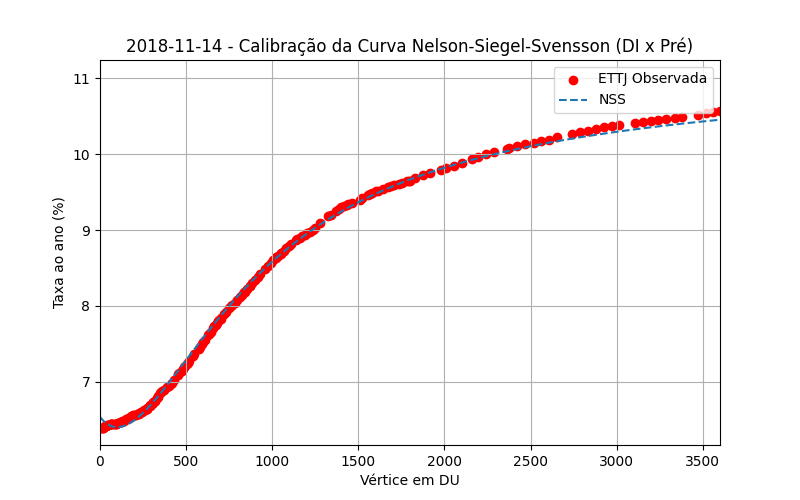 2018-11-14 - Calibração da Curva Nelson-Siegel-Svensson (DI x Pré)
ETTJ Observada
NSS
Taxa ao ano (%)
11
10
9
8
7
0 500 1000 1500 2000 2500 3000 3500
Vértice em DU